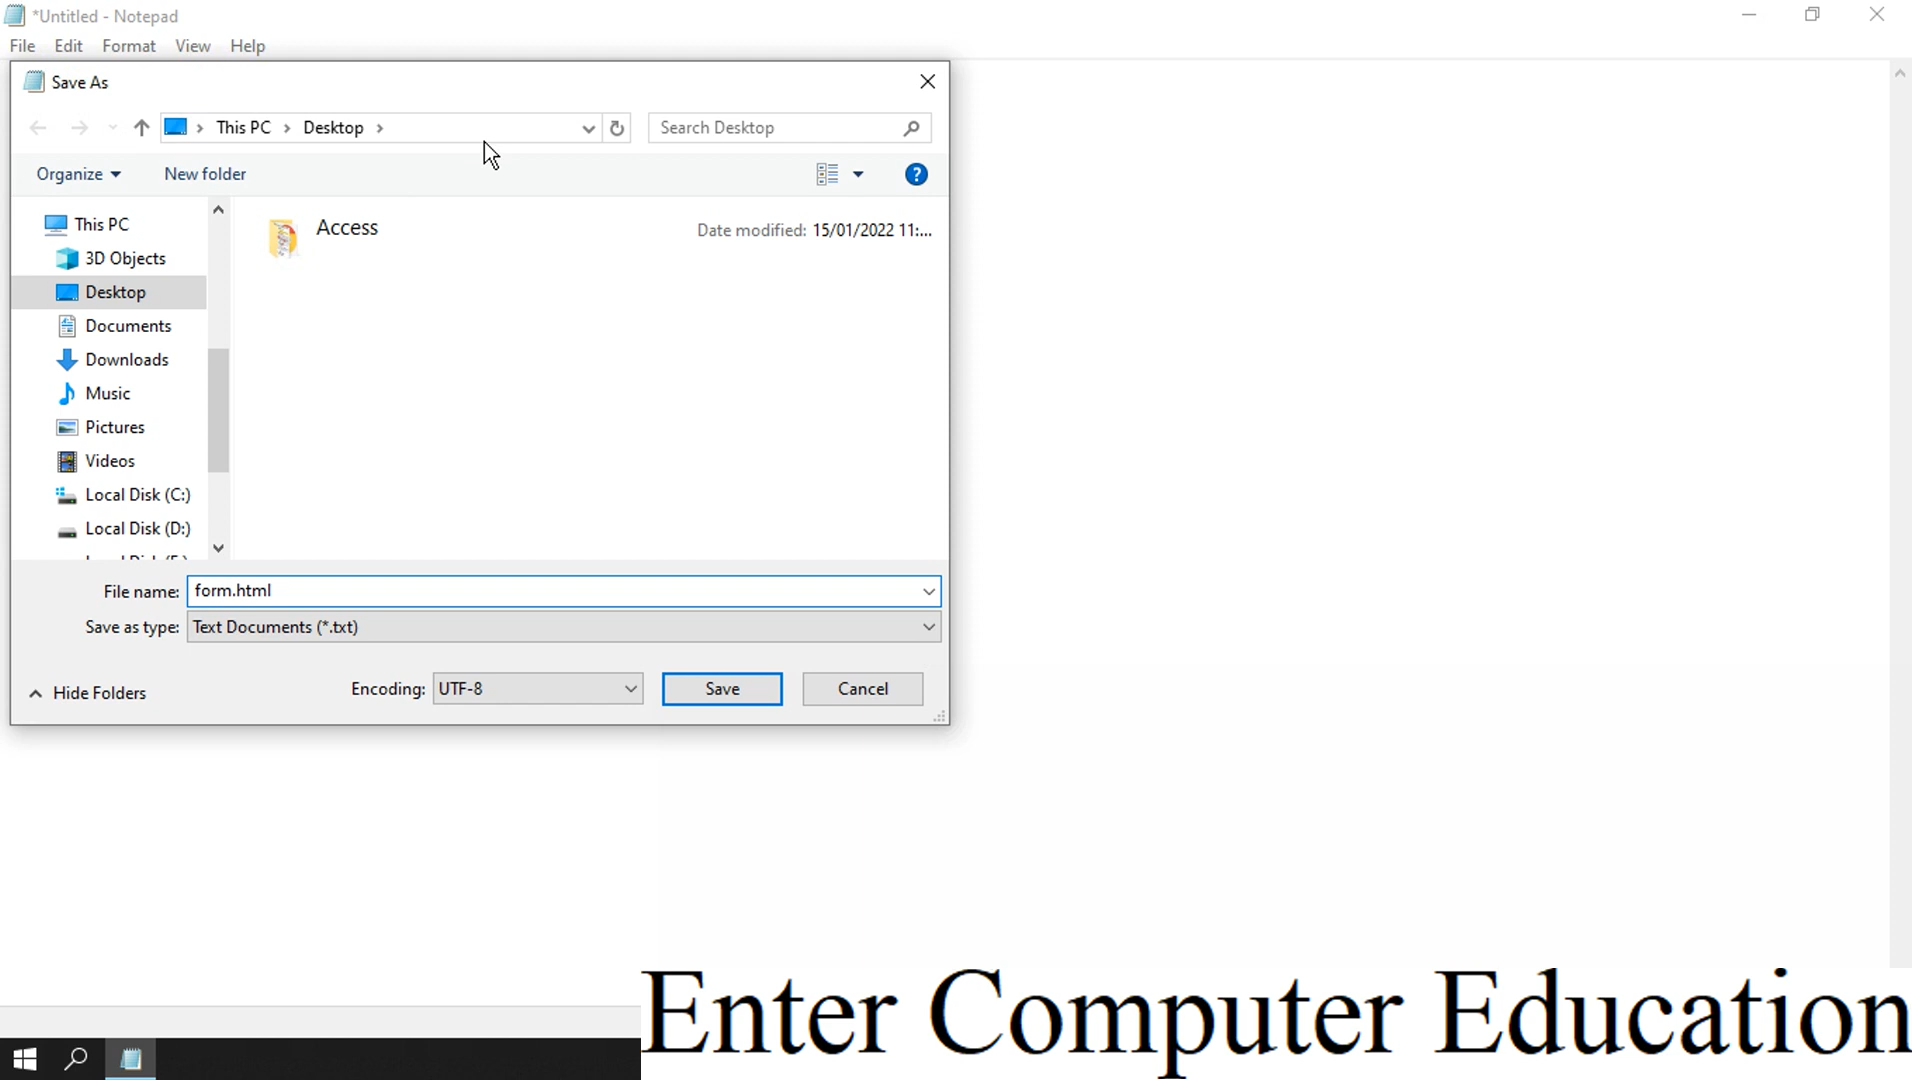 *Untitled - Notepad
File Edit Format View Help
Save As
This PC Desktop
Search Desktop
Organize New folder
This PC
3D Objects
Desktop
Documents
Downloads
Music
Pictures
Videos
Local Disk (C:)
Local Disk (D:)
Access Date modified: 15/01/2022 11:...
File name: form.html
Save as type: Text Documents (*.txt)
Hide Folders Encoding: UTF-8 Save Cancel
Enter Computer Education